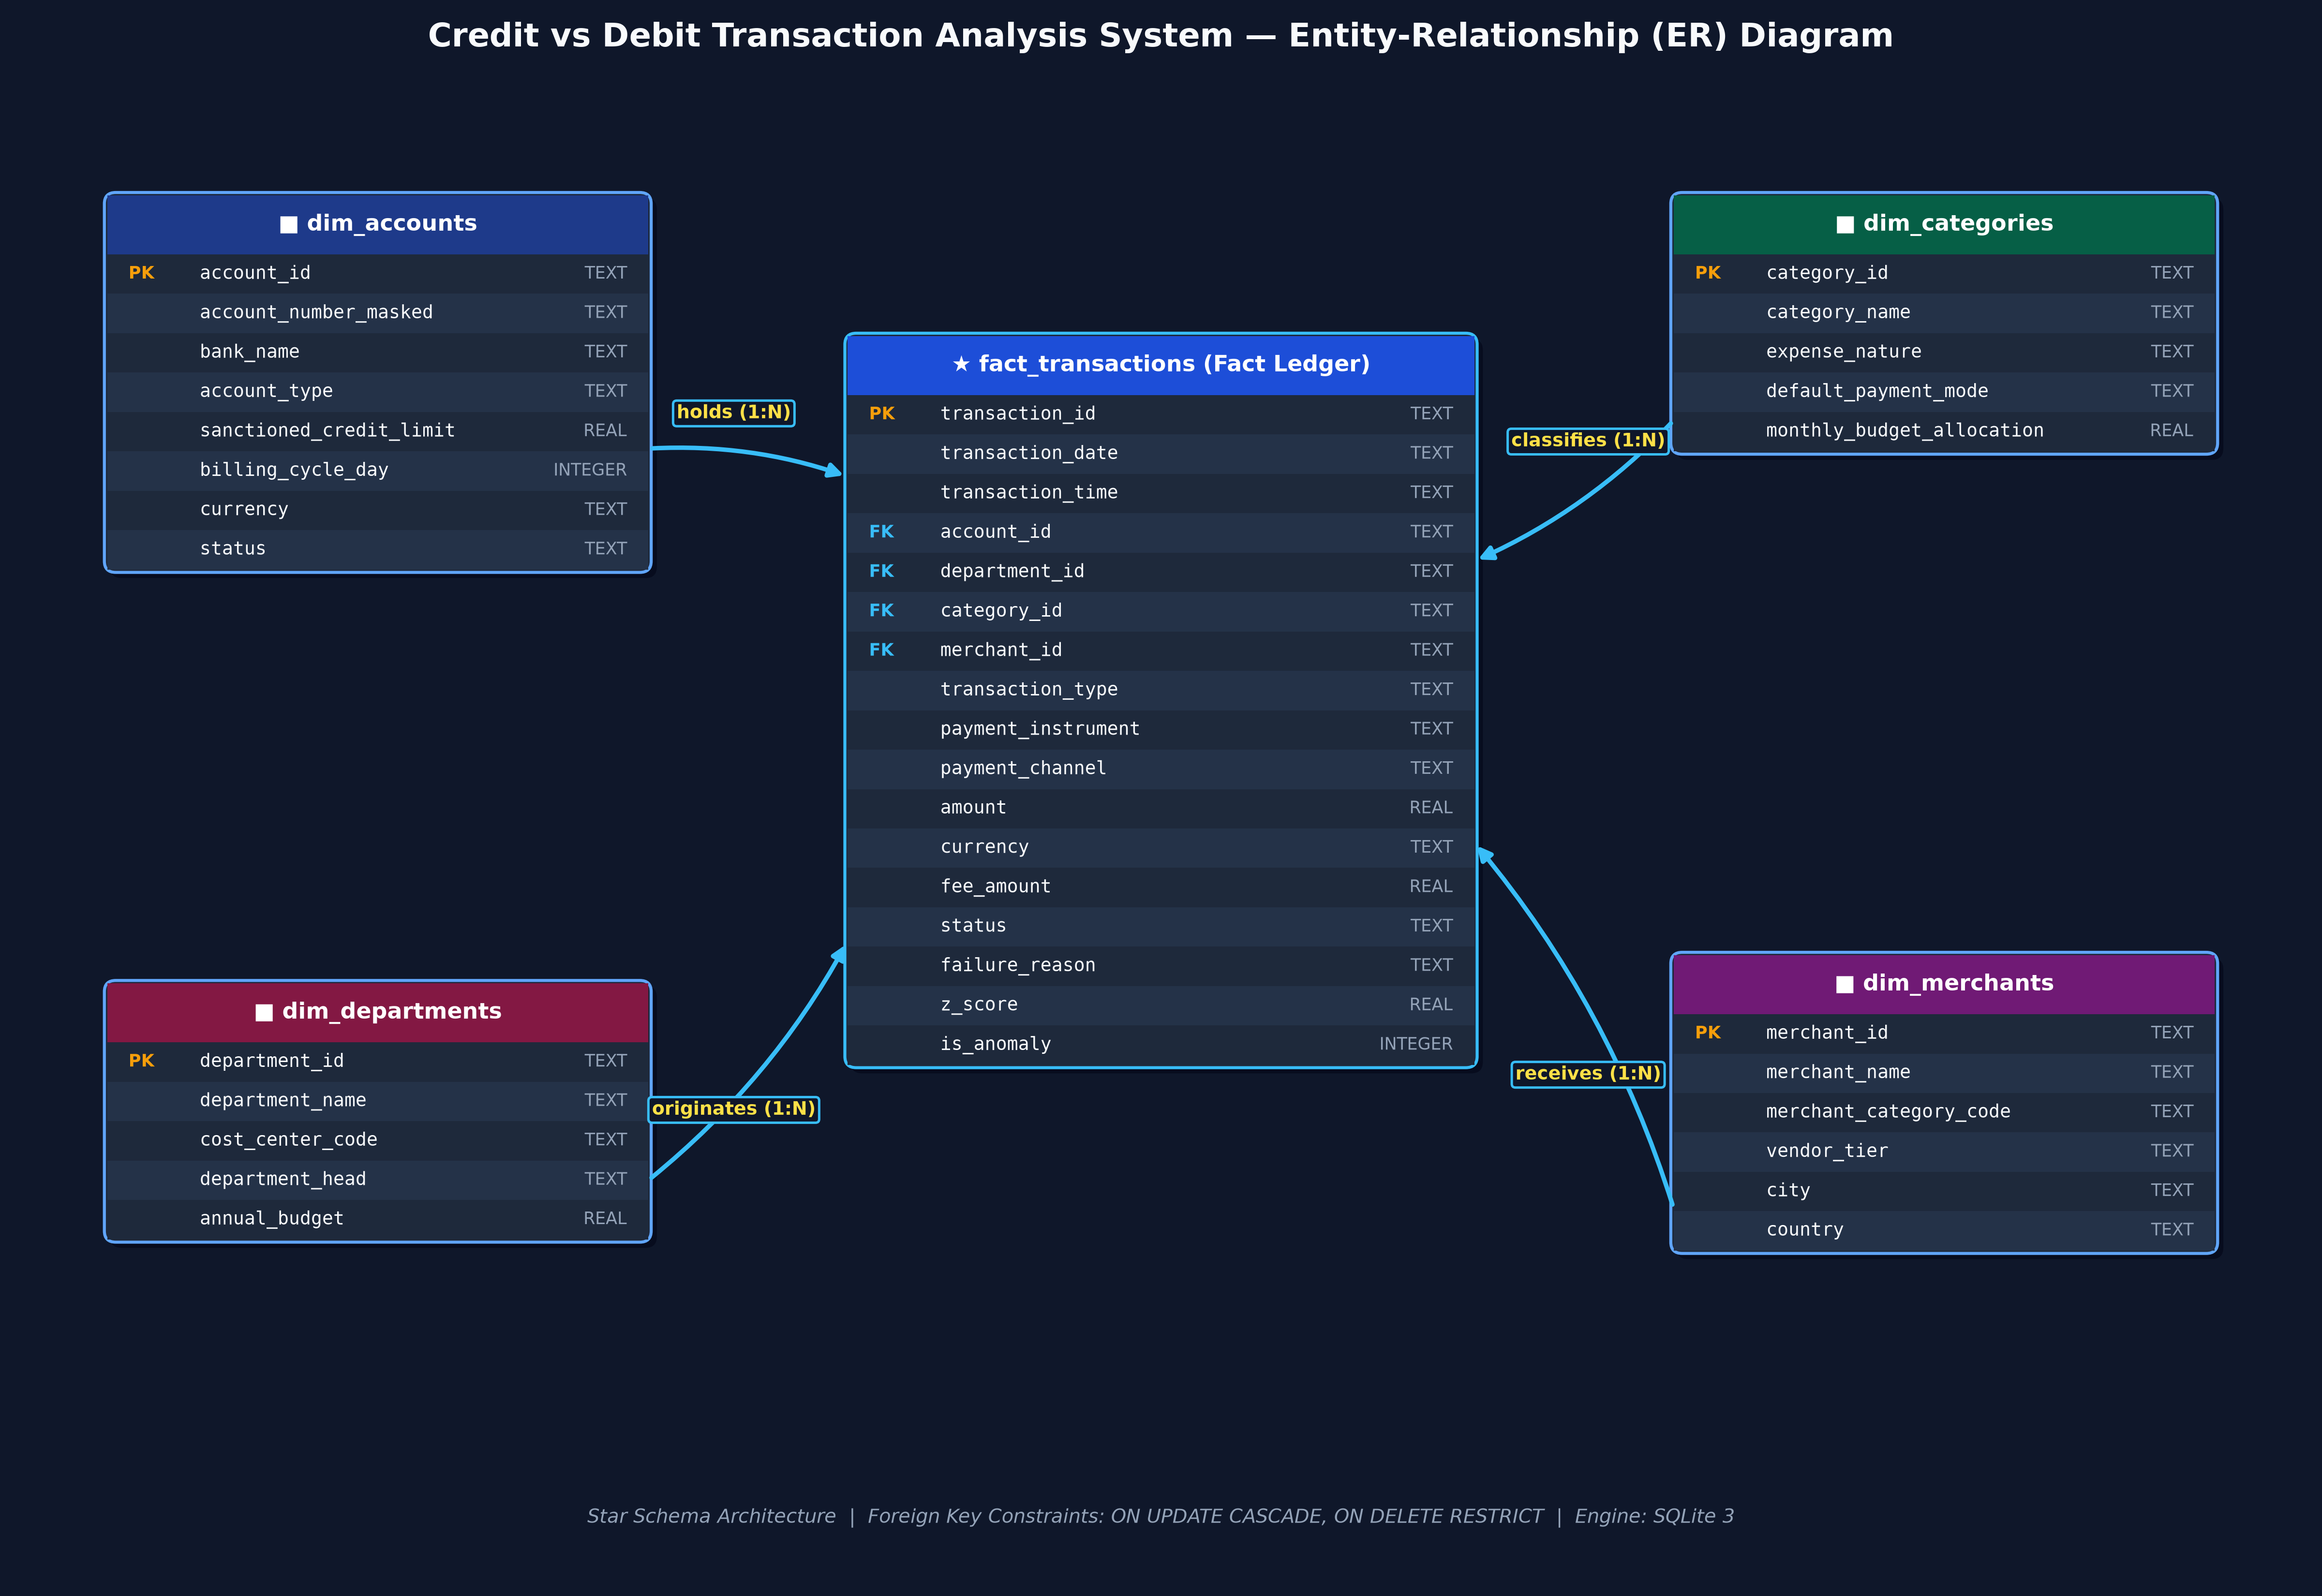 Credit vs Debit Transaction Analysis System — Entity-Relationship (ER) Diagram
■ dim_accounts
PK account_id TEXT
account_number_masked TEXT
bank_name TEXT
account_type TEXT
sanctioned_credit_limit REAL
billing_cycle_day INTEGER
currency TEXT
status TEXT
holds (1:N)
★ fact_transactions (Fact Ledger)
PK transaction_id TEXT
transaction_date TEXT
transaction_time TEXT
FK account_id TEXT
FK department_id TEXT
FK category_id TEXT
FK merchant_id TEXT
transaction_type TEXT
payment_instrument TEXT
payment_channel TEXT
amount REAL
currency TEXT
fee_amount REAL
status TEXT
failure_reason TEXT
z_score REAL
is_anomaly INTEGER
classifies (1:N)
■ dim_categories
PK category_id TEXT
category_name TEXT
expense_nature TEXT
default_payment_mode TEXT
monthly_budget_allocation REAL
■ dim_departments
PK department_id TEXT
department_name TEXT
cost_center_code TEXT
department_head TEXT
annual_budget REAL
originates (1:N)
receives (1:N)
■ dim_merchants
PK merchant_id TEXT
merchant_name TEXT
merchant_category_code TEXT
vendor_tier TEXT
city TEXT
country TEXT
Star Schema Architecture | Foreign Key Constraints: ON UPDATE CASCADE, ON DELETE RESTRICT | Engine: SQLite 3